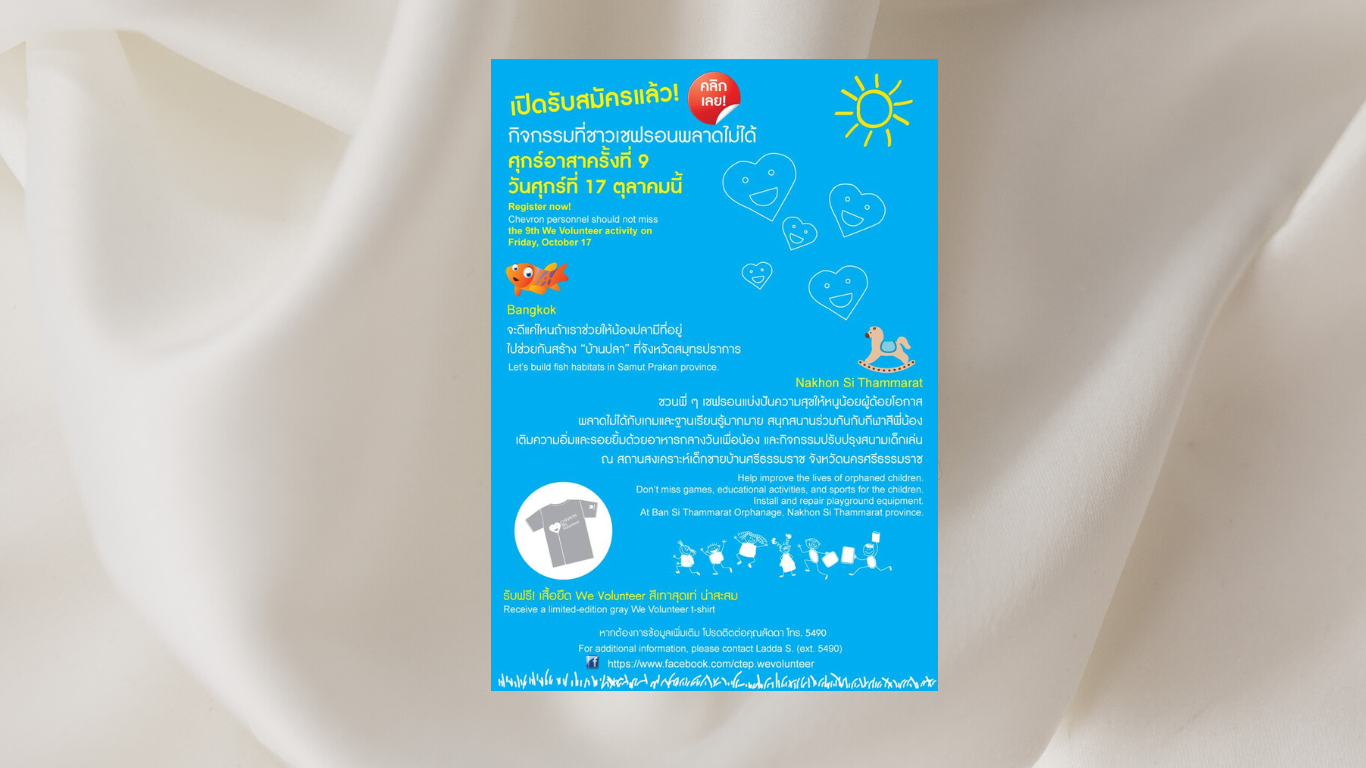 เปิดรับสมัครแล้ว!
คลิก
เลย!
กิจกรรมที่ชาวเชฟรอนพลาดไม่ได้
ศุกร์อาสาครั้งที่ 9
วันศุกร์ที่ 17 ตุลาคมนี้
Register now!
Chevron personnel should not miss
the 9th We Volunteer activity on
Friday, October 17
Bangkok
จะดีแค่ไหนถ้าเราช่วยให้น้องปลามีที่อยู่
ไปช่วยกันสร้าง “บ้านปลา” ที่จังหวัดสมุทรปราการ
Let's build fish habitats in Samut Prakan province.
Nakhon Si Thammarat
ชวนพี่ ๆ เชฟรอนแบ่งปันความสุขให้หนูน้อยผู้ด้อยโอกาส
พลาดไม่ได้กับเกมและฐานเรียนรู้มากมาย สนุกสนานร่วมกันกับกีฬาสีพี่น้อง
เติมความอิ่มและรอยยิ้มด้วยอาหารกลางวันเพื่อน้อง และกิจกรรมปรับปรุงสนามเด็กเล่น
ณ สถานสงเคราะห์เด็กชายบ้านศรีธรรมราช จังหวัดนครศรีธรรมราช
Help improve the lives of orphaned children.
Don't miss games, educational activities, and sports for the children.
Install and repair playground equipment.
At Ban Si Thammarat Orphanage, Nakhon Si Thammarat province.
รับฟรี! เสื้อยืด We Volunteer สีเทาสุดเท่ น่าสะสม
Receive a limited-edition gray We Volunteer t-shirt
หากต้องการข้อมูลเพิ่มเติม โปรดติดต่อคุณลัดดา โทร. 5490
For additional information, please contact Ladda S. (ext. 5490)
https://www.facebook.com/ctep.wevolunteer